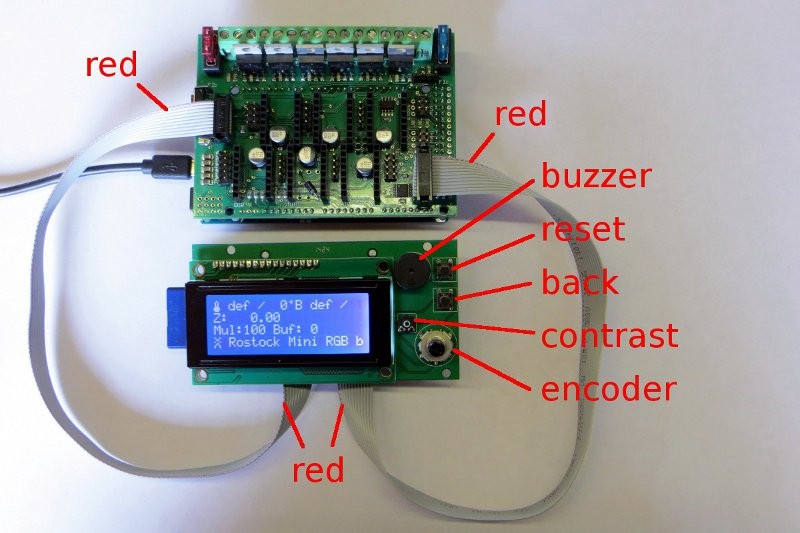 red
red
buzzer
reset
back
contrast
encoder
def / 0°B def /
Z: 0.00
Mul:100 Buf: 0
X Rostock Mini RGB b
red